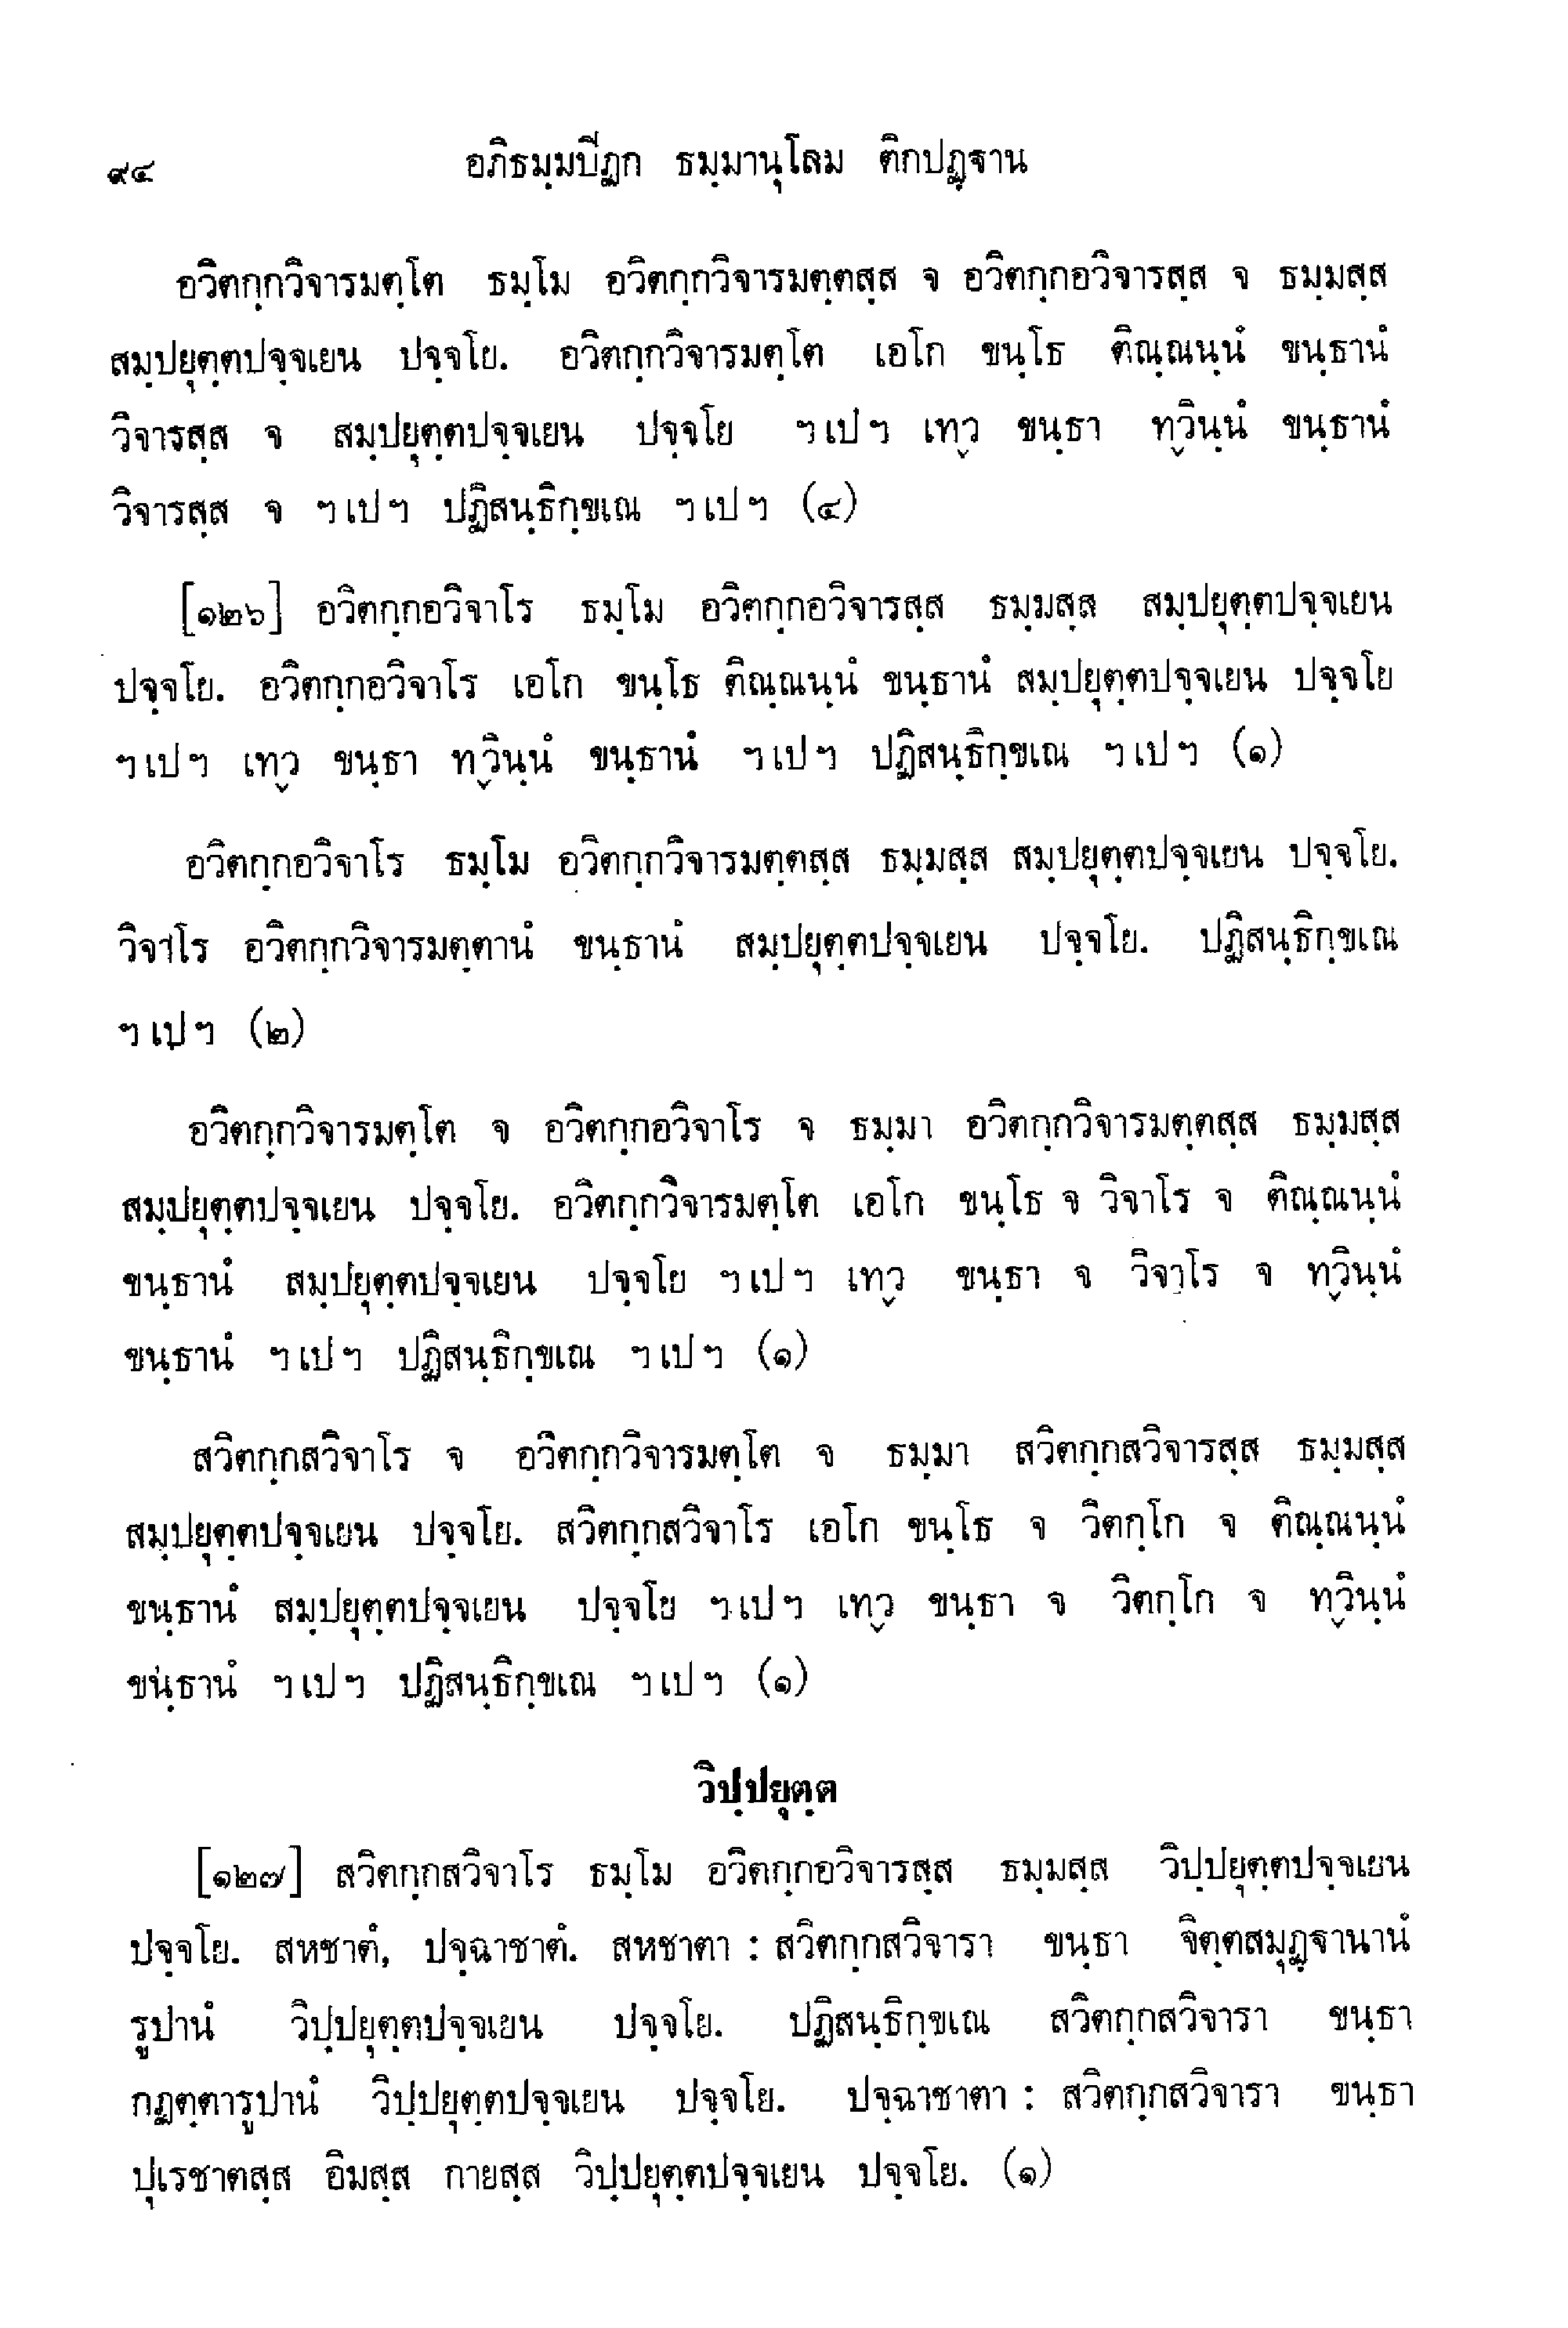 ๙๔ อภิธมฺมปีฏก ธมฺมานุโลม ติกปฏฺฐาน
อวิตกฺกวิจารมตฺโต ธมฺโม อวิตกฺกวิจารมตฺตสฺส จ อวิตกฺกอวิจารสฺส จ ธมฺมสฺส
สมฺปยุตฺตปจฺจเยน ปจฺจโย. อวิตกฺกวิจารมตฺโต เอโก ขนฺโธ ติณฺณนฺนํ ขนฺธานํ
วิจารสฺส จ สมฺปยุตฺตปจฺจเยน ปจฺจโย ฯเปฯ เทฺว ขนฺธา ทฺวินฺนํ ขนฺธานํ
วิจารสฺส จ ฯเปฯ ปฏิสนฺธิกฺขเณ ฯเปฯ (๔)
[๑๒๖] อวิตกฺกอวิจาโร ธมฺโม อวิตกฺกอวิจารสฺส ธมฺมสฺส สมฺปยุตฺตปจฺจเยน
ปจฺจโย. อวิตกฺกอวิจาโร เอโก ขนฺโธ ติณฺณนฺนํ ขนฺธานํ สมฺปยุตฺตปจฺจเยน ปจฺจโย
ฯเปฯ เทฺว ขนฺธา ทฺวินฺนํ ขนฺธานํ ฯเปฯ ปฏิสนฺธิกฺขเณ ฯเปฯ (๑)
อวิตกฺกอวิจาโร ธมฺโม อวิตกฺกวิจารมตฺตสฺส ธมฺมสฺส สมฺปยุตฺตปจฺจเยน ปจฺจโย.
วิจาโร อวิตกฺกวิจารมตฺตานํ ขนฺธานํ สมฺปยุตฺตปจฺจเยน ปจฺจโย. ปฏิสนฺธิกฺขเณ
ฯเปฯ (๒)
อวิตกฺกวิจารมตฺโต จ อวิตกฺกอวิจาโร จ ธมฺมา อวิตกฺกวิจารมตฺตสฺส ธมฺมสฺส
สมฺปยุตฺตปจฺจเยน ปจฺจโย. อวิตกฺกวิจารมตฺโต เอโก ขนฺโธ จ วิจาโร จ ติณฺณนฺนํ
ขนฺธานํ สมฺปยุตฺตปจฺจเยน ปจฺจโย ฯเปฯ เทฺว ขนฺธา จ วิจาโร จ ทฺวินฺนํ
ขนฺธานํ ฯเปฯ ปฏิสนฺธิกฺขเณ ฯเปฯ (๑)
สวิตกฺกสวิจาโร จ อวิตกฺกวิจารมตฺโต จ ธมฺมา สวิตกฺกสวิจารสฺส ธมฺมสฺส
สมฺปยุตฺตปจฺจเยน ปจฺจโย. สวิตกฺกสวิจาโร เอโก ขนฺโธ จ วิตกฺโก จ ติณฺณนฺนํ
ขนฺธานํ สมฺปยุตฺตปจฺจเยน ปจฺจโย ฯเปฯ เทฺว ขนฺธา จ วิตกฺโก จ ทฺวินฺนํ
ขนฺธานํ ฯเปฯ ปฏิสนฺธิกฺขเณ ฯเปฯ (๑)
วิปฺปยุตฺต
[๑๒๗] สวิตกฺกสวิจาโร ธมฺโม อวิตกฺกอวิจารสฺส ธมฺมสฺส วิปฺปยุตฺตปจฺจเยน
ปจฺจโย. สหชาตํ, ปจฺฉาชาตํ. สหชาตา : สวิตกฺกสวิจารา ขนฺธา จิตฺตสมุฏฺฐานานํ
รูปานํ วิปฺปยุตฺตปจฺจเยน ปจฺจโย. ปฏิสนฺธิกฺขเณ สวิตกฺกสวิจารา ขนฺธา
กฏตฺตารูปานํ วิปฺปยุตฺตปจฺจเยน ปจฺจโย. ปจฺฉาชาตา : สวิตกฺกสวิจารา ขนฺธา
ปุเรชาตสฺส อิมสฺส กายสฺส วิปฺปยุตฺตปจฺจเยน ปจฺจโย. (๑)